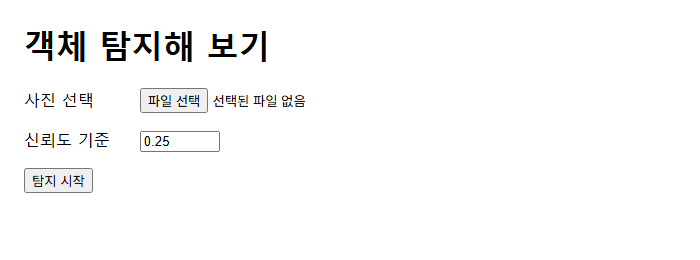 객체 탐지해 보기
사진 선택 파일 선택 선택된 파일 없음
신뢰도 기준 0.25
탐지 시작